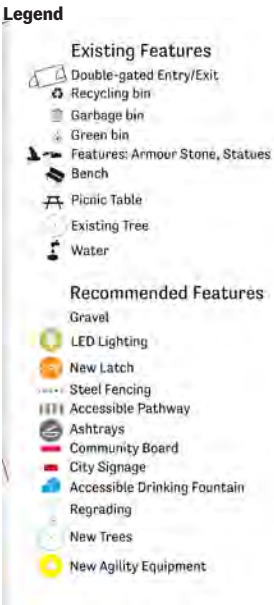 Legend
Existing Features
Double-gated Entry/Exit
Recycling bin
Garbage bin
Green bin
Features: Armour Stone, Statues
Bench
Picnic Table
Existing Tree
Water
Recommended Features
Gravel
LED Lighting
New Latch
Steel Fencing
Accessible Pathway
Ashtrays
Community Board
City Signage
Accessible Drinking Fountain
Regrading
New Trees
New Agility Equipment